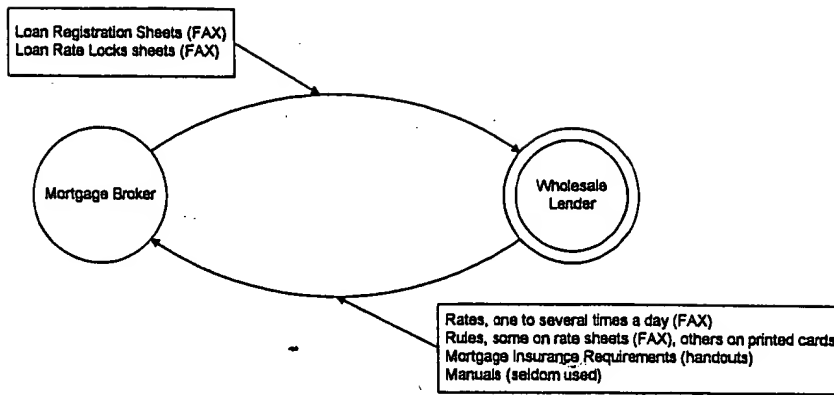 Loan Registration Sheets (FAX)
Loan Rate Locks sheets (FAX)
Mortgage Broker
Wholesale
Lender
Rates, one to several times a day (FAX)
Rules, some on rate sheets (FAX), others on printed cards
Mortgage Insurance Requirements (handouts)
Manuals (seldom used)